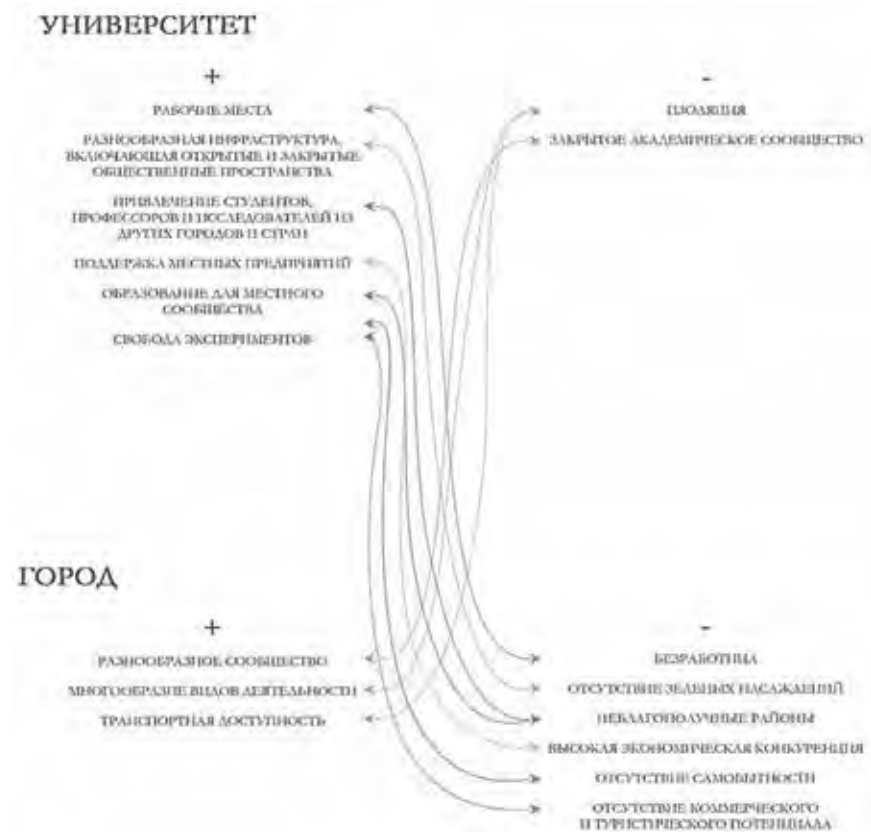 УНИВЕРСИТЕТ
+
РАБОЧИЕ МЕСТА
РАЗНООБРАЗНАЯ ИНФРАСТРУКТУРА,
ВКЛЮЧАЮЩАЯ ОТКРЫТЫЕ И ЗАКРЫТЫЕ
ОБЩЕСТВЕННЫЕ ПРОСТРАНСТВА
ПРИВЛЕЧЕНИЕ СТУДЕНТОВ,
ПРОФЕССОРОВ И ИССЛЕДОВАТЕЛЕЙ ИЗ
ДРУГИХ ГОРОДОВ И СТРАН
ПОДДЕРЖКА МЕСТНЫХ ПРЕДПРИЯТИЙ
ОБРАЗОВАНИЕ ДЛЯ МЕСТНОГО
СООБЩЕСТВА
СВОБОДА ЭКСПЕРИМЕНТОВ
-
ИЗОЛЯЦИЯ
ЗАКРЫТОЕ АКАДЕМИЧЕСКОЕ СООБЩЕСТВО
ГОРОД
+
РАЗНООБРАЗНОЕ СООБЩЕСТВО
МНОГООБРАЗИЕ ВИДОВ ДЕЯТЕЛЬНОСТИ
ТРАНСПОРТНАЯ ДОСТУПНОСТЬ
-
БЕЗРАБОТИЦА
ОТСУТСТВИЕ ЗЕЛЕНЫХ НАСАЖДЕНИЙ
НЕБЛАГОПОЛУЧНЫЕ РАЙОНЫ
ВЫСОКАЯ ЭКОНОМИЧЕСКАЯ КОНКУРЕНЦИЯ
ОТСУТСТВИЕ САМОБЫТНОСТИ
ОТСУТСТВИЕ КОММЕРЧЕСКОГО
И ТУРИСТИЧЕСКОГО ПОТЕНЦИАЛА